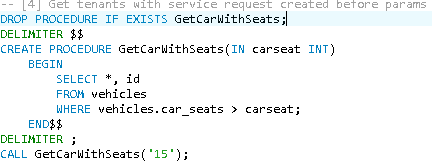 -- [4] Get tenants with service request created before params
DROP PROCEDURE IF EXISTS GetCarWithSeats;
DELIMITER $$
CREATE PROCEDURE GetCarWithSeats(IN carseat INT)
BEGIN
SELECT *, id
FROM vehicles
WHERE vehicles.car_seats > carseat;
END$$
DELIMITER ;
CALL GetCarWithSeats('15');